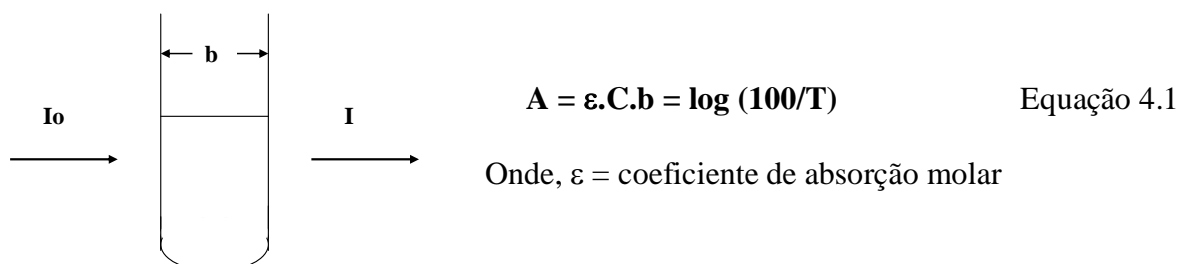 b
A = ε.C.b = log (100/T) Equação 4.1
Io I
Onde, ε = coeficiente de absorção molar